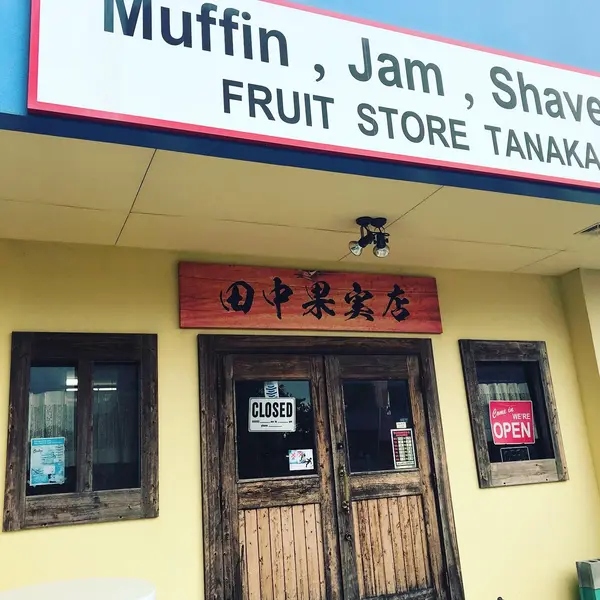 Muffin , Jam , Shave
FRUIT STORE TANAKA
田中果実店
CLOSED
Come in
WE'RE
OPEN